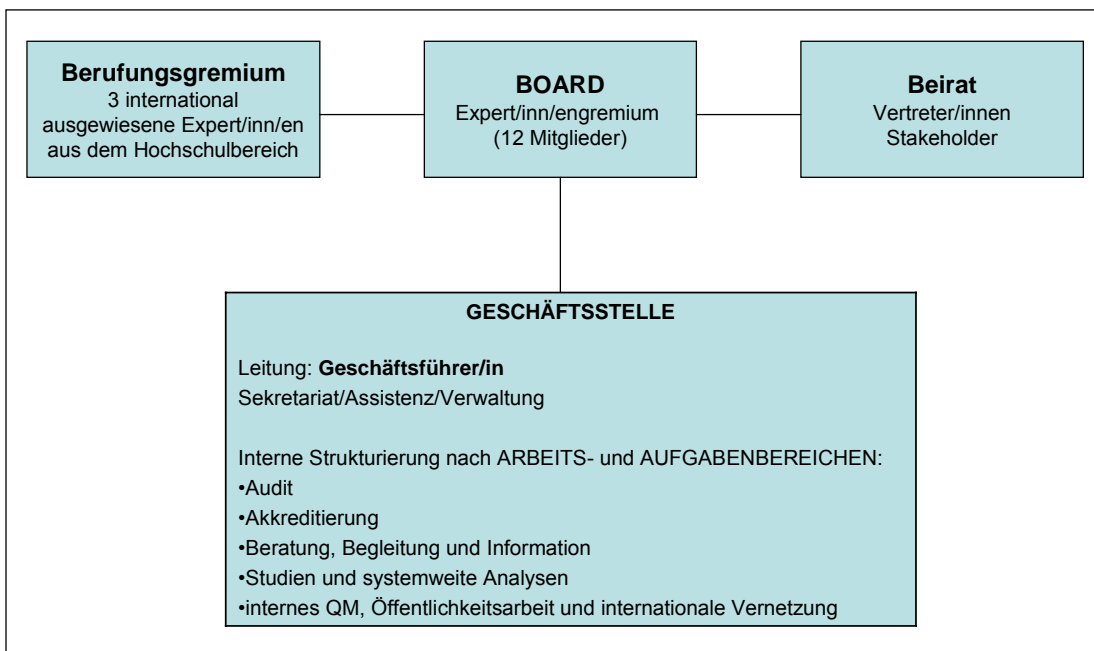 Berufungsgremium
3 international
ausgewiesene Expert/inn/en
aus dem Hochschulbereich
BOARD
Expert/inn/engremium
(12 Mitglieder)
Beirat
Vertreter/innen
Stakeholder
GESCHÄFTSSTELLE
Leitung: Geschäftsführer/in
Sekretariat/Assistenz/Verwaltung
Interne Strukturierung nach ARBEITS- und AUFGABENBEREICHEN:
•Audit
•Akkreditierung
•Beratung, Begleitung und Information
•Studien und systemweite Analysen
•internes QM, Öffentlichkeitsarbeit und internationale Vernetzung